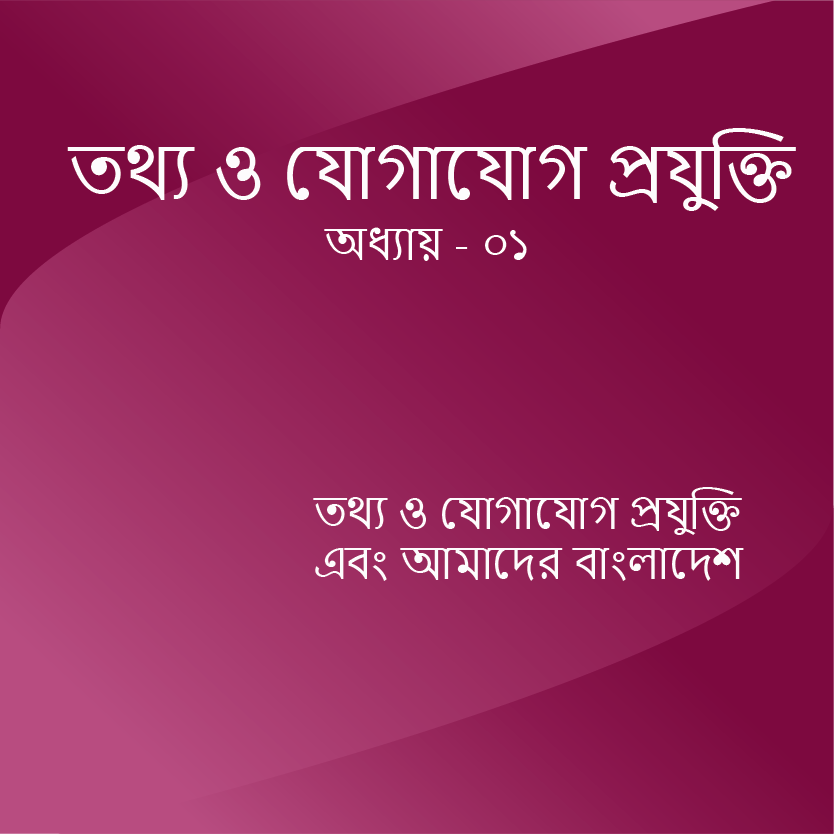 তথ্য ও যোগাযোগ প্রযুক্তি
অধ্যায় - ০১
তথ্য ও যোগাযোগ প্রযুক্তি
এবং আমাদের বাংলাদেশ